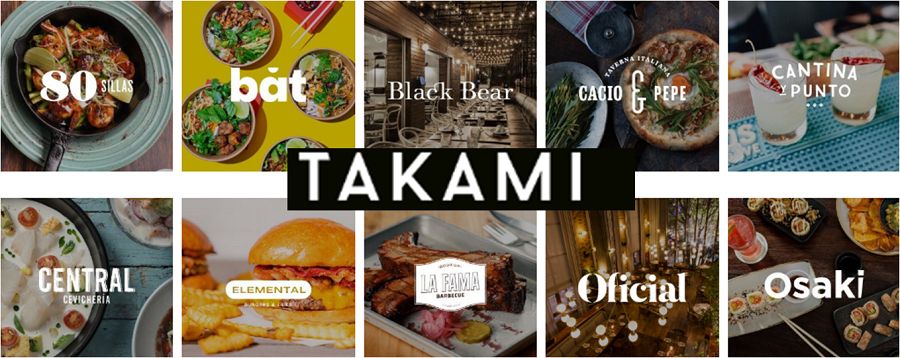 80 SILLAS
băt
Black Bear
TAVERNA ITALIANA
CACIO & PEPE
CANTINA
Y PUNTO
TAKAMI
CENTRAL
CEVICHERÍA
ELEMENTAL
LA FAMA
BARBECUE
Oficial
Osaki